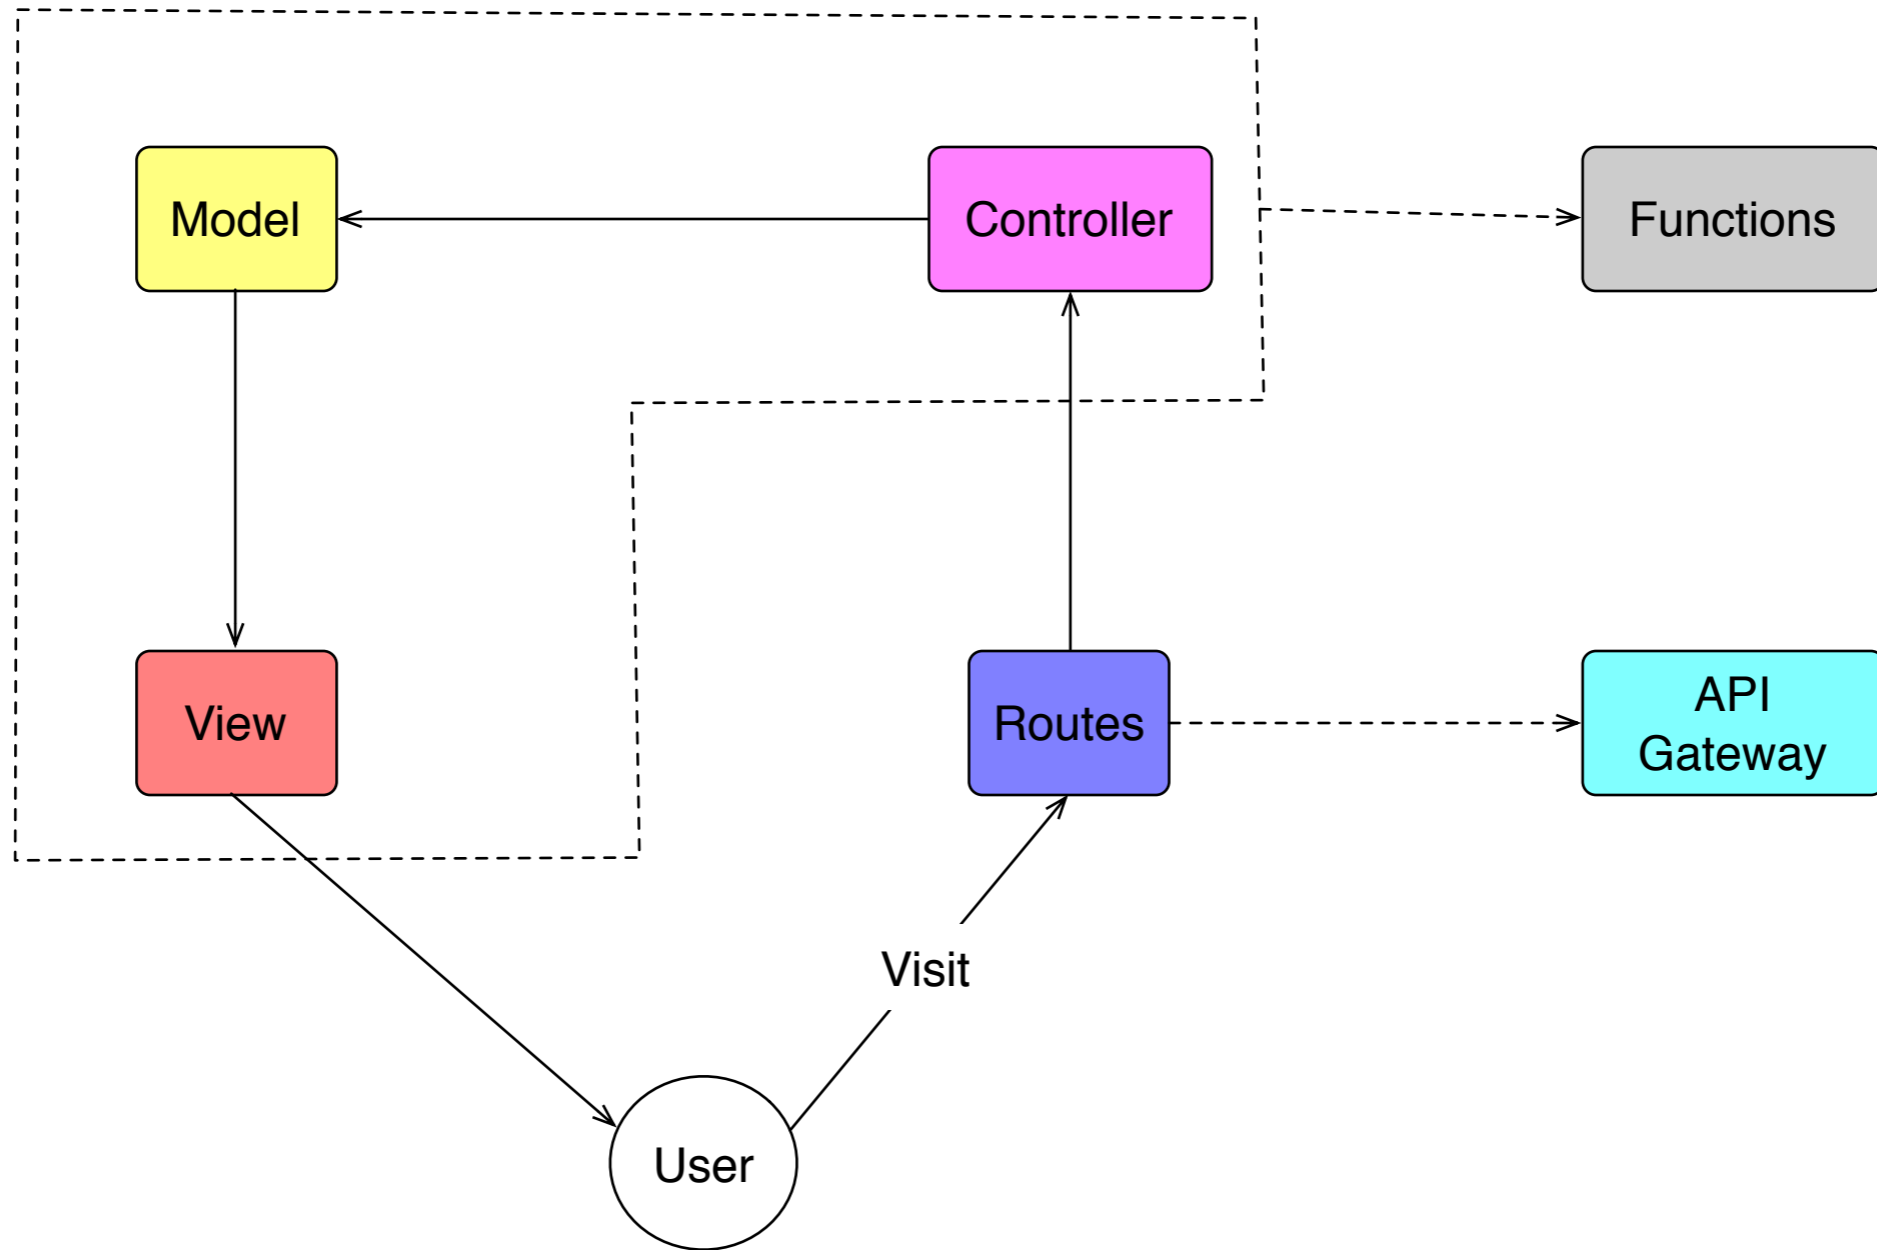 Model
Controller
Functions
View
Routes
API
Gateway
Visit
User